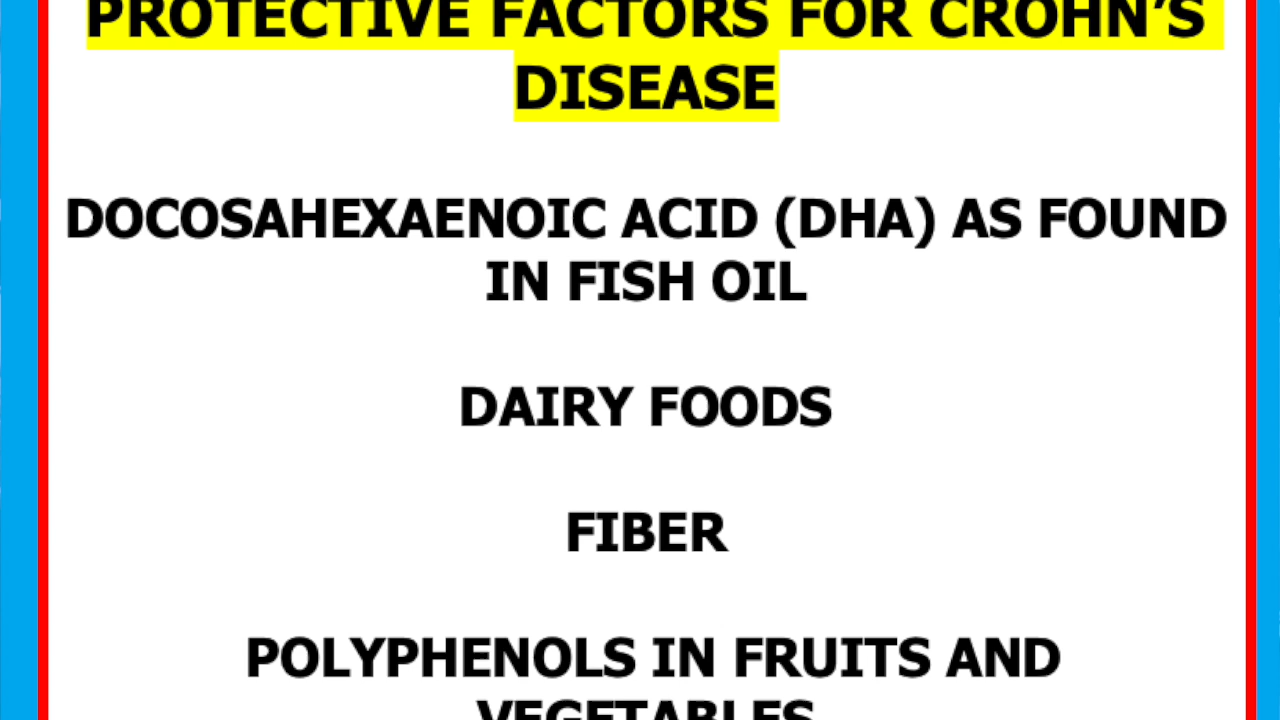 PROTECTIVE FACTORS FOR CROHN’S
DISEASE
DOCOSAHEXAENOIC ACID (DHA) AS FOUND
IN FISH OIL
DAIRY FOODS
FIBER
POLYPHENOLS IN FRUITS AND
VEGETABLES